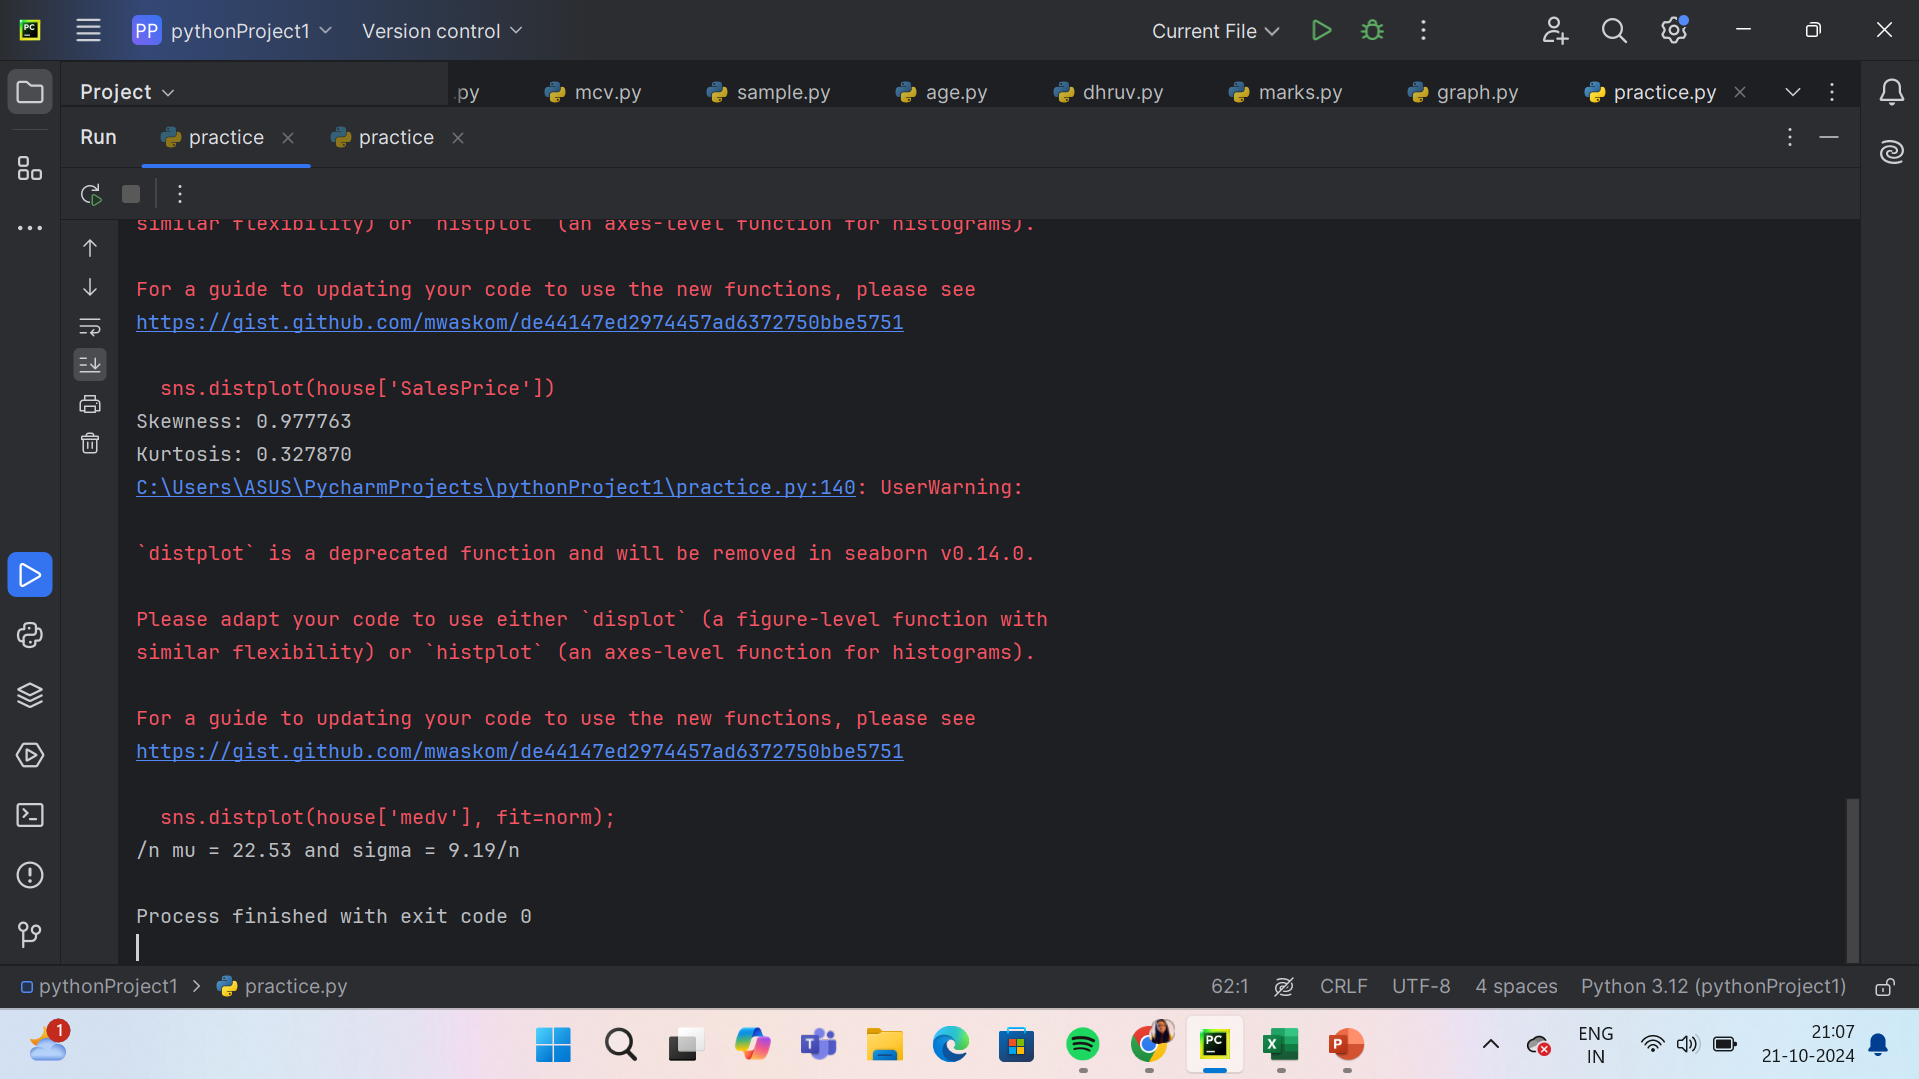 PP pythonProject1 Version control Current File
Project .py mcv.py sample.py age.py dhruv.py marks.py graph.py practice.py
Run practice practice
similar flexibility) or `histplot` (an axes-level function for histograms).
For a guide to updating your code to use the new functions, please see
https://gist.github.com/mwaskom/de44147ed2974457ad6372750bbe5751
sns.distplot(house['SalesPrice'])
Skewness: 0.977763
Kurtosis: 0.327870
C:\Users\ASUS\PycharmProjects\pythonProject1\practice.py:140: UserWarning:
`distplot` is a deprecated function and will be removed in seaborn v0.14.0.
Please adapt your code to use either `displot` (a figure-level function with
similar flexibility) or `histplot` (an axes-level function for histograms).
For a guide to updating your code to use the new functions, please see
https://gist.github.com/mwaskom/de44147ed2974457ad6372750bbe5751
sns.distplot(house['medv'], fit=norm);
/n mu = 22.53 and sigma = 9.19/n
Process finished with exit code 0
pythonProject1 > practice.py 62:1 CRLF UTF-8 4 spaces Python 3.12 (pythonProject1)
1
ENG
IN
21:07
21-10-2024